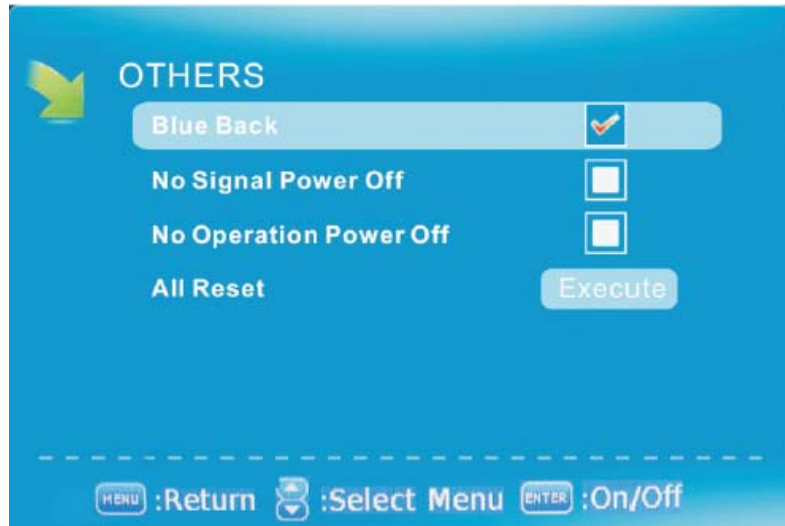 OTHERS
Blue Back
No Signal Power Off
No Operation Power Off
All Reset Execute
MENU :Return :Select Menu ENTER :On/Off